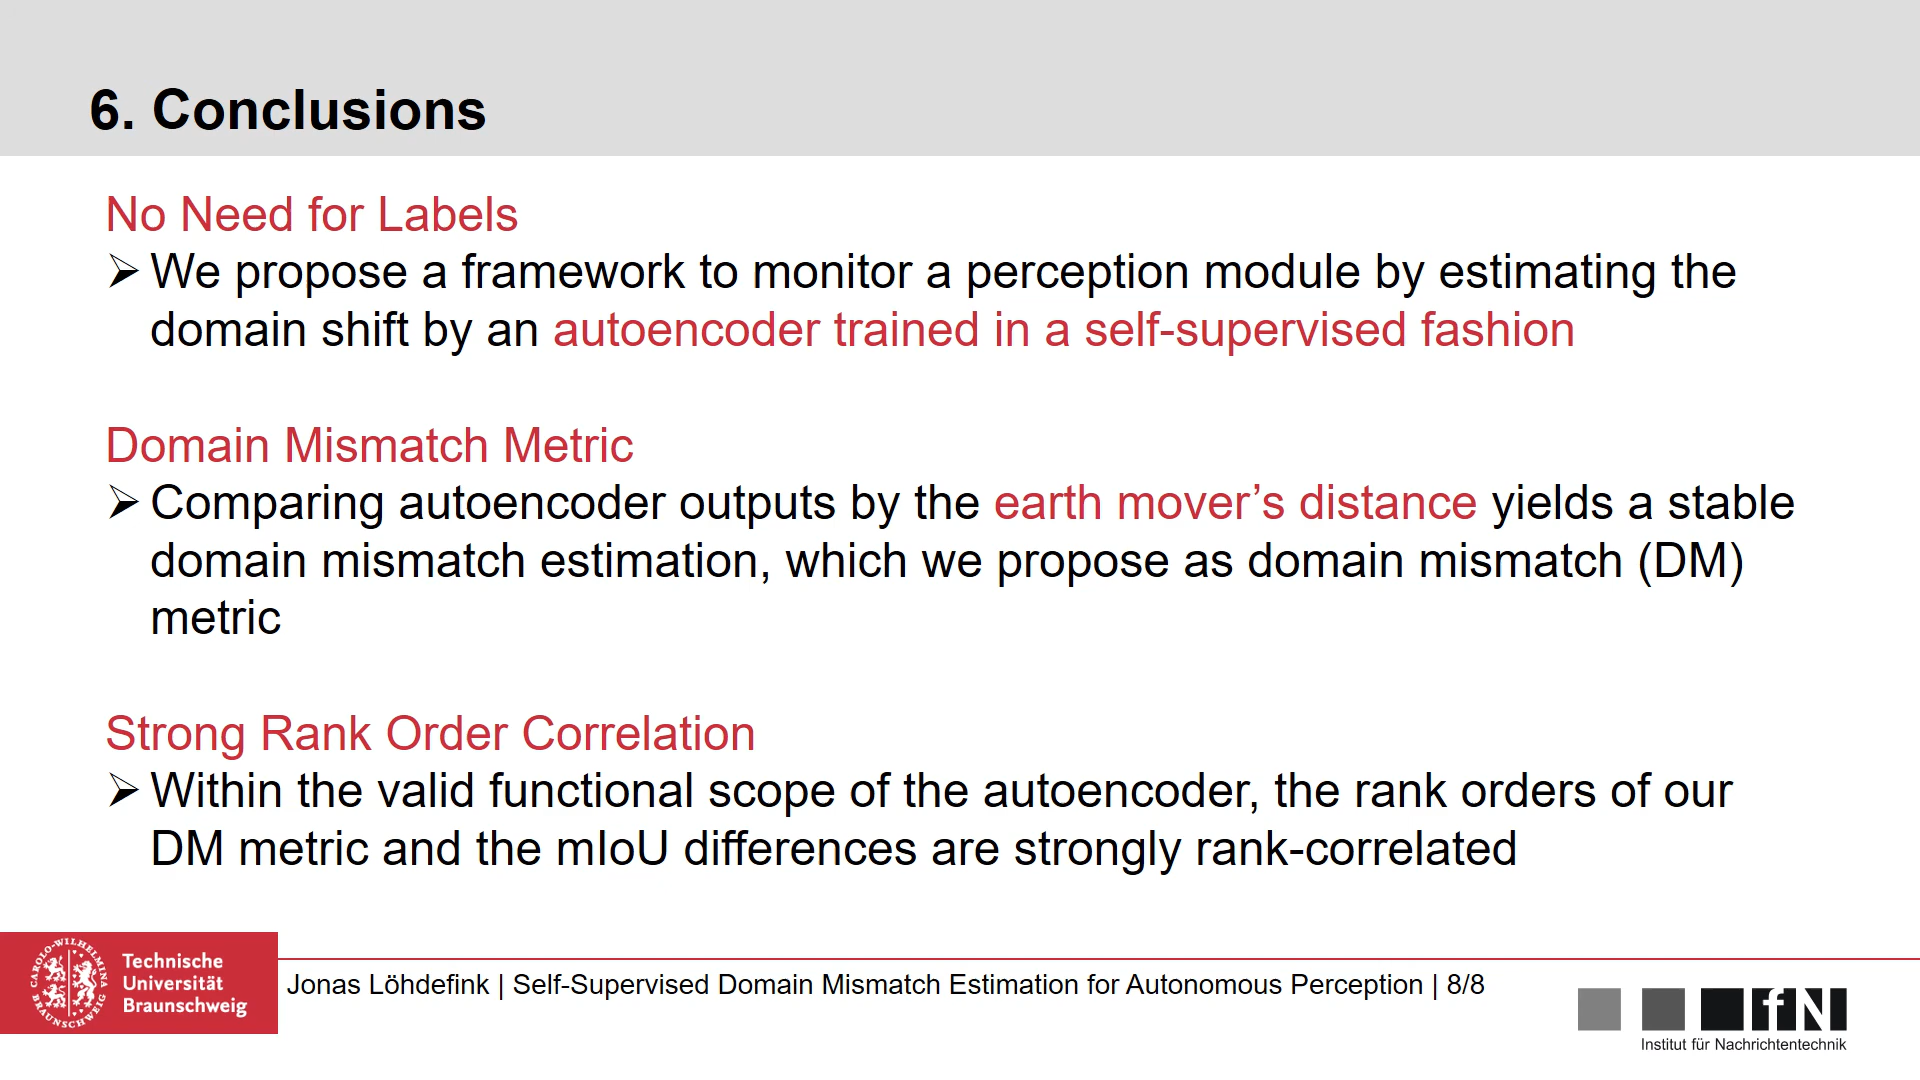 6. Conclusions
No Need for Labels
➢ We propose a framework to monitor a perception module by estimating the
domain shift by an autoencoder trained in a self-supervised fashion
Domain Mismatch Metric
➢ Comparing autoencoder outputs by the earth mover’s distance yields a stable
domain mismatch estimation, which we propose as domain mismatch (DM)
metric
Strong Rank Order Correlation
➢ Within the valid functional scope of the autoencoder, the rank orders of our
DM metric and the mIoU differences are strongly rank-correlated
CAROLO-WILHELMINA
BRAUNSCHWEIG
Technische
Universität
Braunschweig
Jonas Löhdefink | Self-Supervised Domain Mismatch Estimation for Autonomous Perception | 8/8
IfN
Institut für Nachrichtentechnik